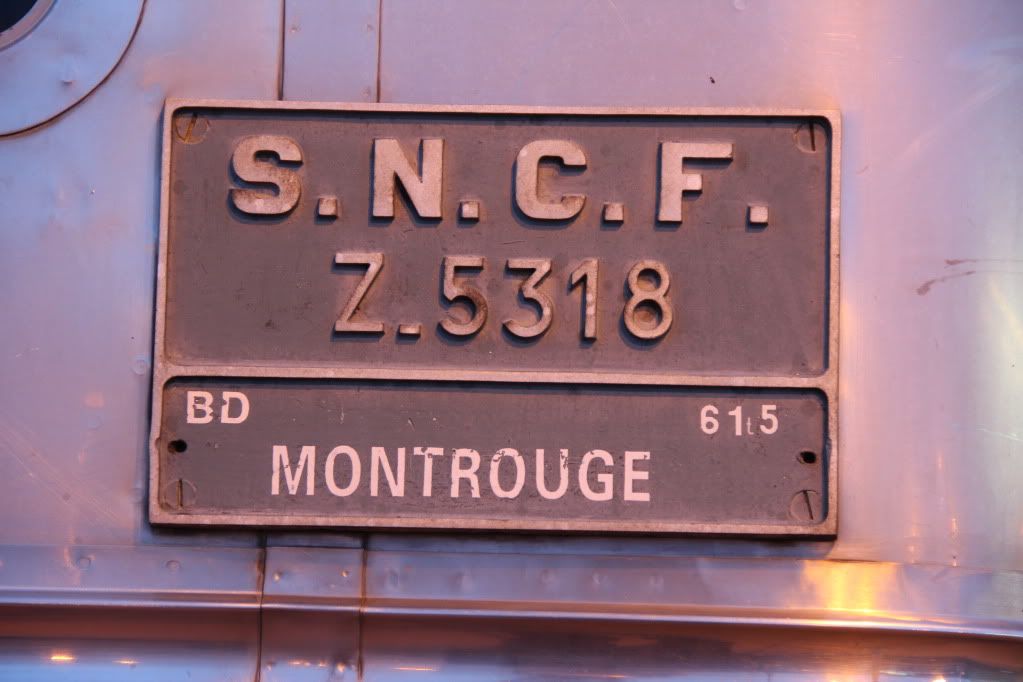 S.N.C.F.
Z.5318
BD 61t5
MONTROUGE